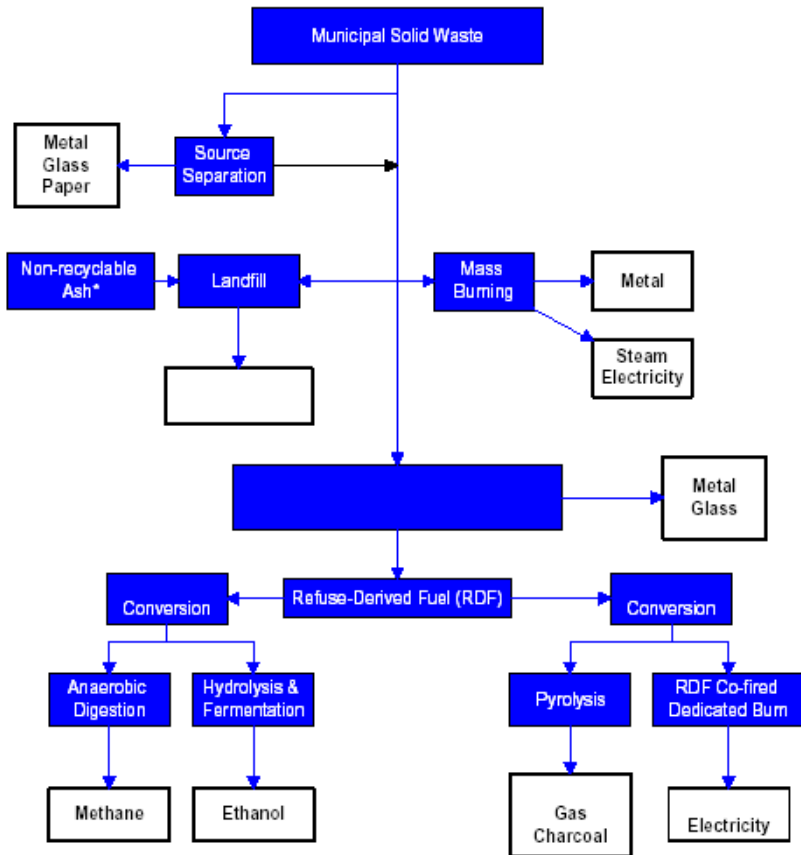 Municipal Solid Waste
Metal
Glass
Paper
Source
Separation
Non-recyclable
Ash*
Landfill
Mass
Burning
Metal
Steam
Electricity
Metal
Glass
Conversion
Refuse-Derived Fuel (RDF)
Conversion
Anaerobic
Digestion
Hydrolysis &
Fermentation
Pyrolysis
RDF Co-fired
Dedicated Burn
Methane
Ethanol
Gas
Charcoal
Electricity